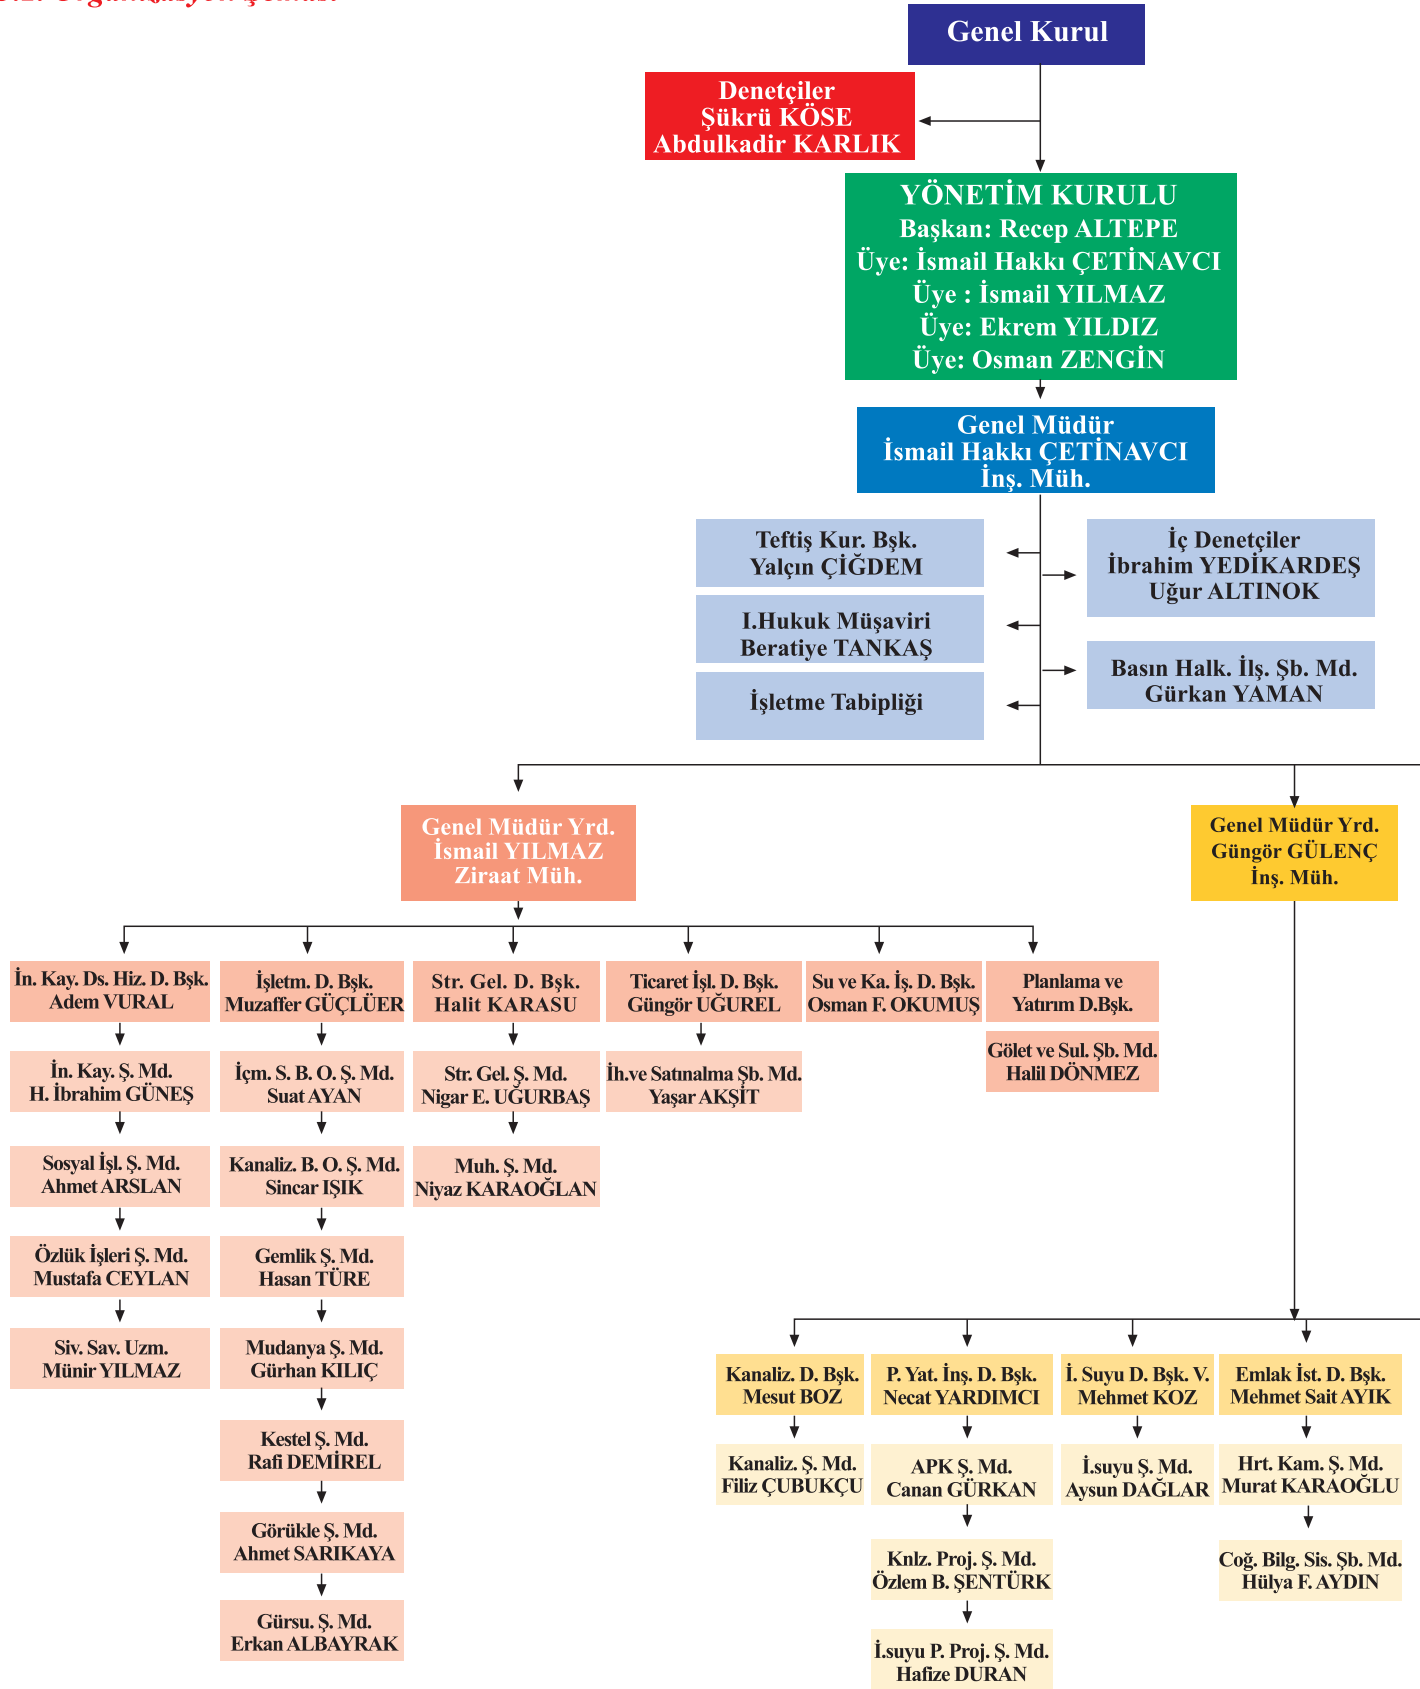 Genel Kurul
Denetçiler
Şükrü KÖSE
Abdulkadir KARLIK
YÖNETİM KURULU
Başkan: Recep ALTEPE
Üye: İsmail Hakkı ÇETİNAVCI
Üye : İsmail YILMAZ
Üye: Ekrem YILDIZ
Üye: Osman ZENGİN
Genel Müdür
İsmail Hakkı ÇETİNAVCI
İnş. Müh.
Teftiş Kur. Bşk.
Yalçın ÇİĞDEM
İç Denetçiler
İbrahim YEDİKARDEŞ
Uğur ALTINOK
I.Hukuk Müşaviri
Beratiye TANKAŞ
Basın Halk. İlş. Şb. Md.
Gürkan YAMAN
İşletme Tabipliği
Genel Müdür Yrd.
İsmail YILMAZ
Ziraat Müh.
Genel Müdür Yrd.
Güngör GÜLENÇ
İnş. Müh.
İn. Kay. Ds. Hiz. D. Bşk.
Adem VURAL
İn. Kay. Ş. Md.
H. İbrahim GÜNEŞ
Sosyal İşl. Ş. Md.
Ahmet ARSLAN
Özlük İşleri Ş. Md.
Mustafa CEYLAN
Siv. Sav. Uzm.
Münir YILMAZ
İşletm. D. Bşk.
Muzaffer GÜÇLÜER
İçm. S. B. O. Ş. Md.
Suat AYAN
Kanaliz. B. O. Ş. Md.
Sincar IŞIK
Gemlik Ş. Md.
Hasan TÜRE
Mudanya Ş. Md.
Gürhan KILIÇ
Kestel Ş. Md.
Rafi DEMİREL
Görükle Ş. Md.
Ahmet SARIKAYA
Gürsu. Ş. Md.
Erkan ALBAYRAK
Str. Gel. D. Bşk.
Halit KARASU
Str. Gel. Ş. Md.
Nigar E. UĞURBAŞ
Muh. Ş. Md.
Niyaz KARAOĞLAN
Ticaret İşl. D. Bşk.
Güngör UĞUREL
İh.ve Satınalma Şb. Md.
Yaşar AKŞİT
Su ve Ka. İş. D. Bşk.
Osman F. OKUMUŞ
Planlama ve
Yatırım D.Bşk.
Gölet ve Sul. Şb. Md.
Halil DÖNMEZ
Kanaliz. D. Bşk.
Mesut BOZ
Kanaliz. Ş. Md.
Filiz ÇUBUKÇU
P. Yat. İnş. D. Bşk.
Necat YARDIMCI
APK Ş. Md.
Canan GÜRKAN
Knlz. Proj. Ş. Md.
Özlem B. ŞENTÜRK
İ.suyu P. Proj. Ş. Md.
Hafize DURAN
İ. Suyu D. Bşk. V.
Mehmet KOZ
İ.suyu Ş. Md.
Aysun DAĞLAR
Emlak İst. D. Bşk.
Mehmet Sait AYIK
Hrt. Kam. Ş. Md.
Murat KARAOĞLU
Coğ. Bilg. Sis. Şb. Md.
Hülya F. AYDIN